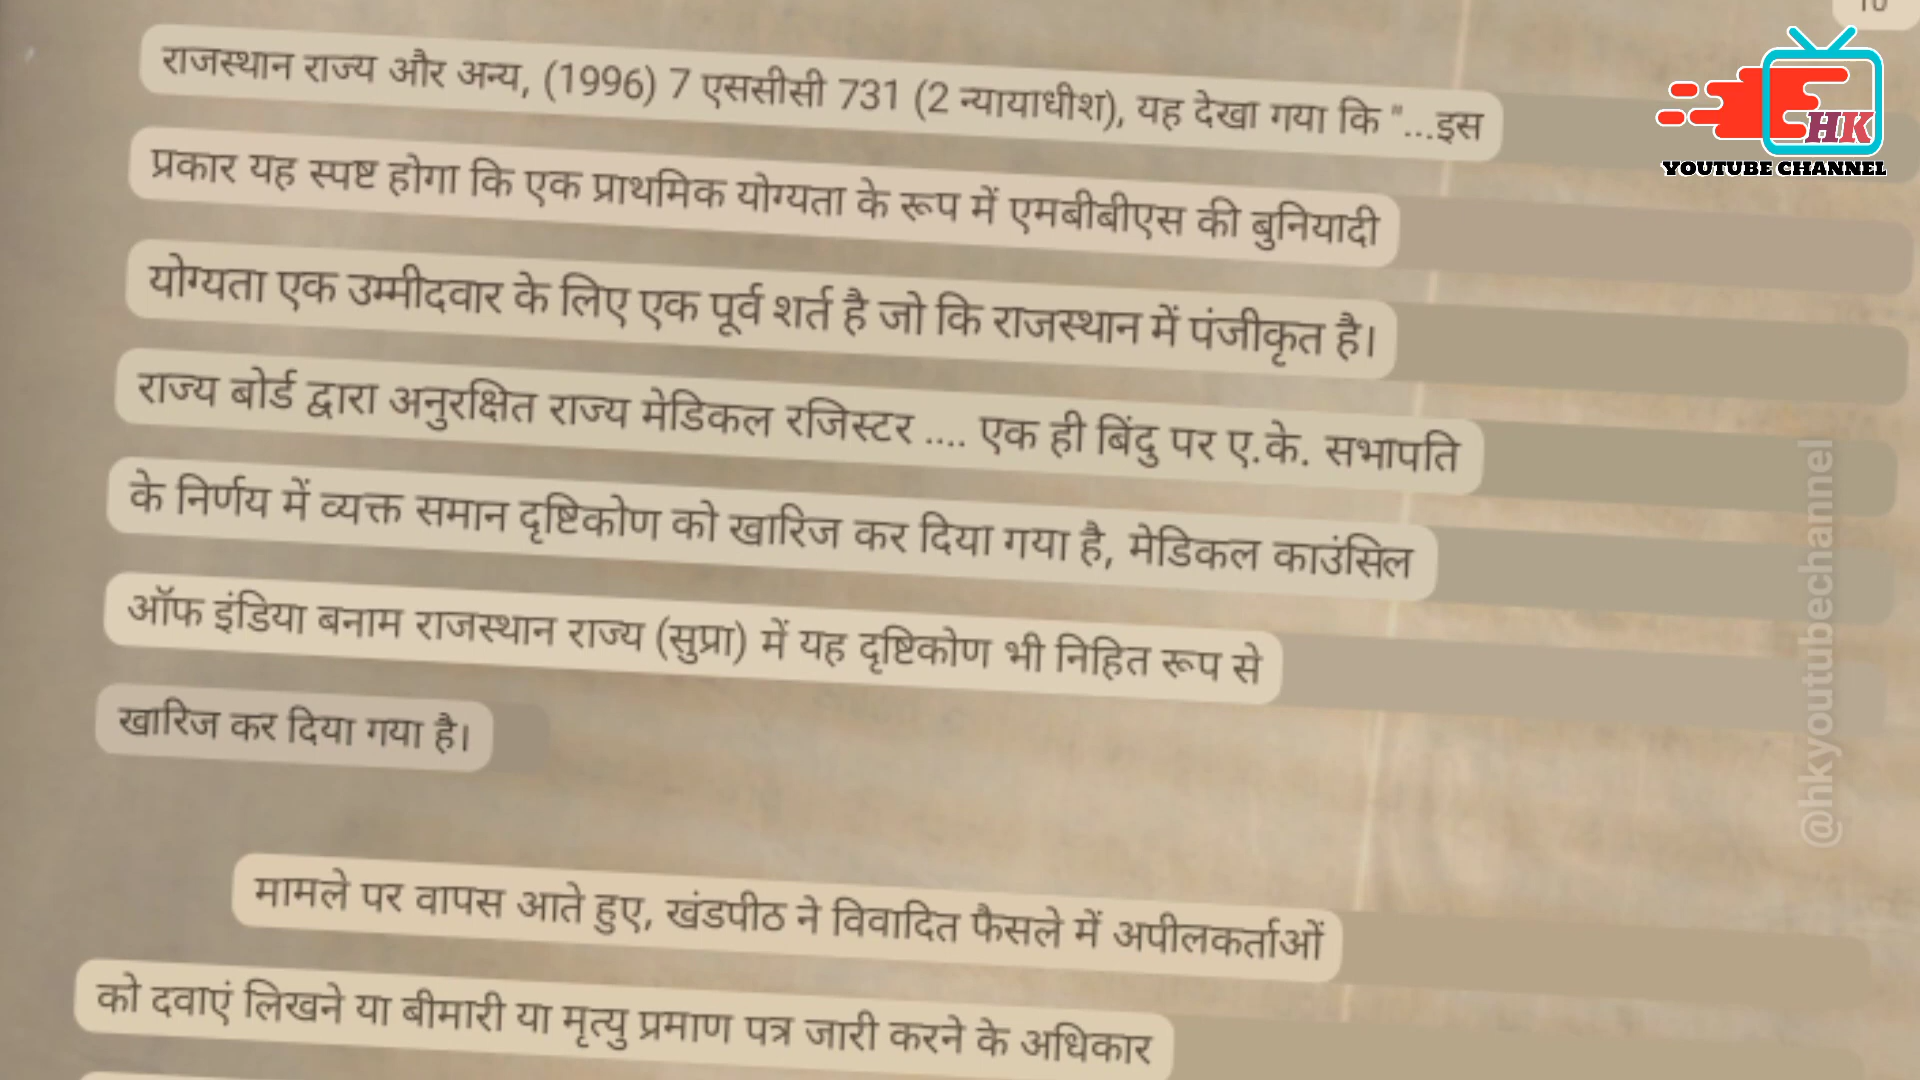 राजस्थान राज्य और अन्य, (1996) 7 एससीसी 731 (2 न्यायाधीश), यह देखा गया कि "...इस
प्रकार यह स्पष्ट होगा कि एक प्राथमिक योग्यता के रूप में एमबीबीएस की बुनियादी
योग्यता एक उम्मीदवार के लिए एक पूर्व शर्त है जो कि राजस्थान में पंजीकृत है।
राज्य बोर्ड द्वारा अनुरक्षित राज्य मेडिकल रजिस्टर .... एक ही बिंदु पर ए.के. सभापति
के निर्णय में व्यक्त समान दृष्टिकोण को खारिज कर दिया गया है, मेडिकल काउंसिल
ऑफ इंडिया बनाम राजस्थान राज्य (सुप्रा) में यह दृष्टिकोण भी निहित रूप से
खारिज कर दिया गया है।
मामले पर वापस आते हुए, खंडपीठ ने विवादित फैसले में अपीलकर्ताओं
को दवाएं लिखने या बीमारी या मृत्यु प्रमाण पत्र जारी करने के अधिकार
HK
YOUTUBE CHANNEL
@hkyoutubechannel